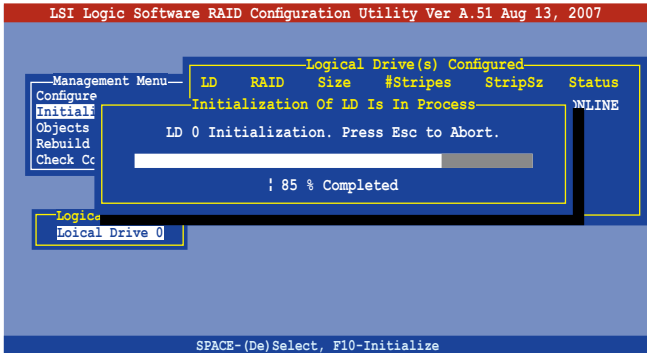 LSI Logic Software RAID Configuration Utility Ver A.51 Aug 13, 2007
Logical Drive(s) Configured
LD RAID Size #Stripes StripSz Status
Management Menu
Configure
Initiali
Objects
Rebuild
Check Co
Initialization Of LD Is In Process
NLINE
LD 0 Initialization. Press Esc to Abort.
¦ 85 % Completed
Logica
Loical Drive 0
SPACE-(De)Select, F10-Initialize